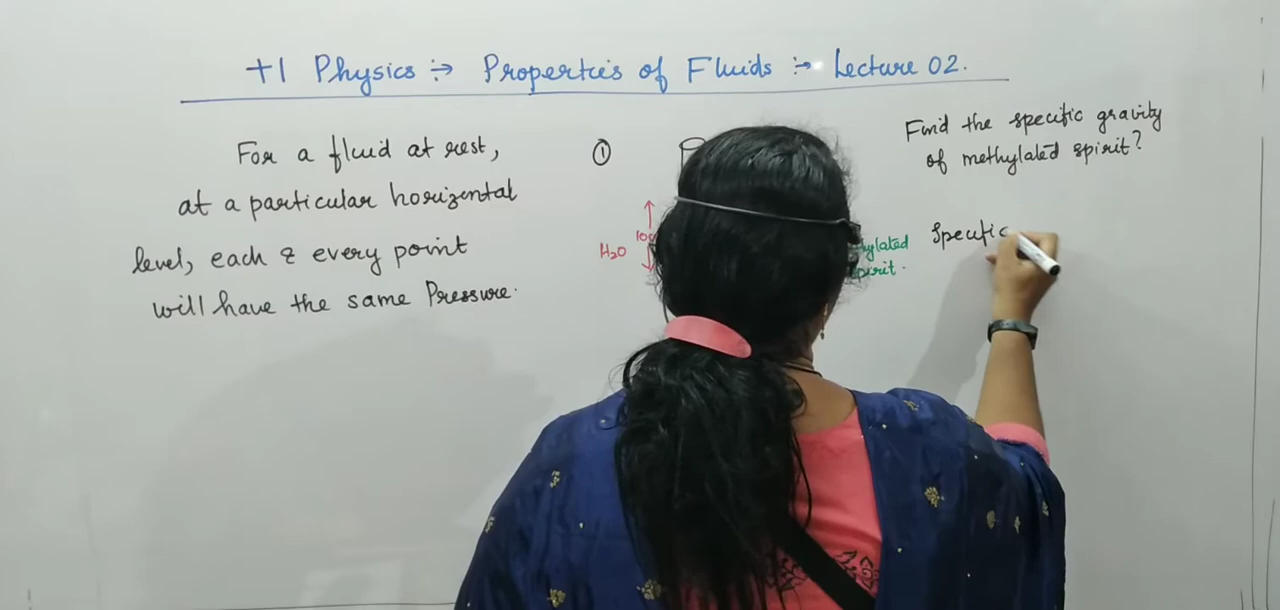 +1 Physics :→ Properties of Fluids :→ Lecture 02.
For a fluid at rest,
at a particular horizontal
level, each & every point
will have the same Pressure.
①
H₂O
Find the specific gravity
of methylated spirit?
Specific